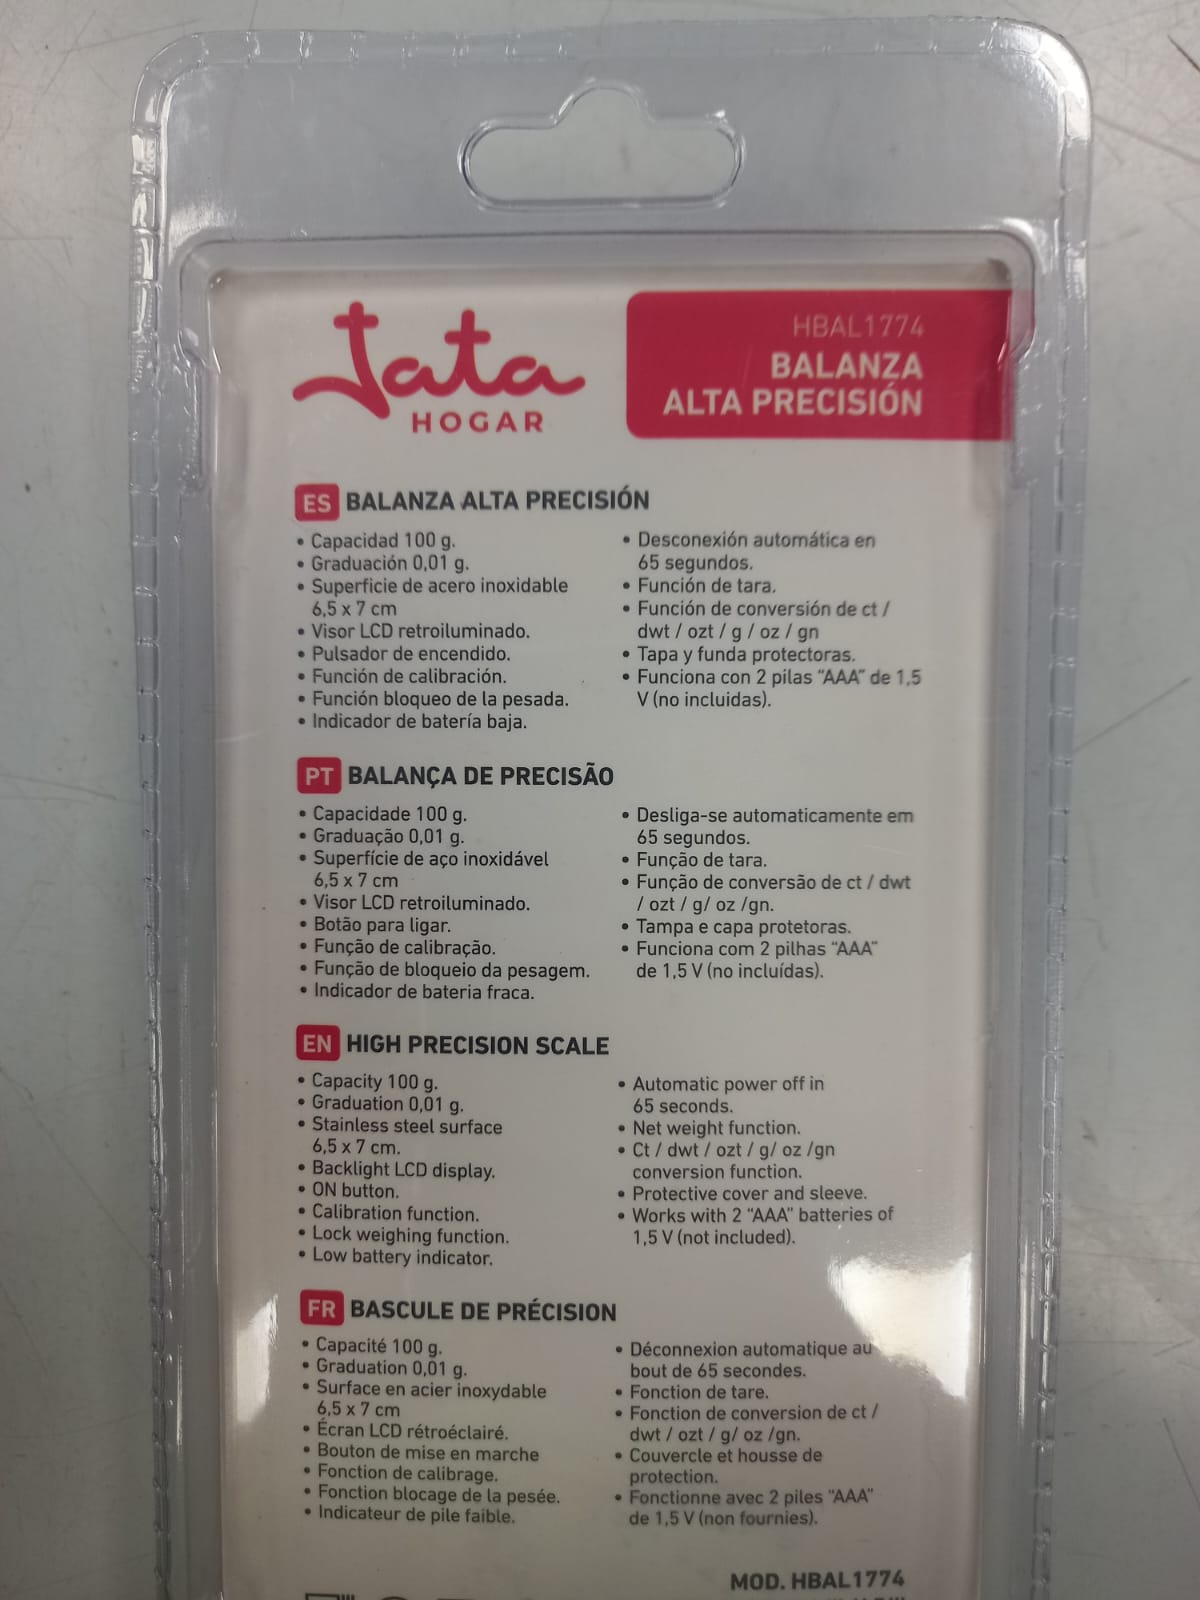 Jata
HOGAR
HBAL1774
BALANZA
ALTA PRECISIÓN
ES BALANZA ALTA PRECISIÓN
• Capacidad 100 g.
• Graduación 0,01 g.
• Superficie de acero inoxidable
6,5 x 7 cm
• Visor LCD retroiluminado.
• Pulsador de encendido.
• Función de calibración.
• Función bloqueo de la pesada.
• Indicador de batería baja.
• Desconexión automática en
65 segundos.
• Función de tara.
• Función de conversión de ct /
dwt / ozt / g / oz / gn
• Tapa y funda protectoras.
• Funciona con 2 pilas “AAA” de 1,5
V (no incluidas).
PT BALANÇA DE PRECISÃO
• Capacidade 100 g.
• Graduação 0,01 g.
• Superfície de aço inoxidável
6,5 x 7 cm
• Visor LCD retroiluminado.
• Botão para ligar.
• Função de calibração.
• Função de bloqueio da pesagem.
• Indicador de bateria fraca.
• Desliga-se automaticamente em
65 segundos.
• Função de tara.
• Função de conversão de ct / dwt
/ ozt / g/ oz /gn.
• Tampa e capa protetoras.
• Funciona com 2 pilhas “AAA”
de 1,5 V (no incluídas).
EN HIGH PRECISION SCALE
• Capacity 100 g.
• Graduation 0,01 g.
• Stainless steel surface
6,5 x 7 cm.
• Backlight LCD display.
• ON button.
• Calibration function.
• Lock weighing function.
• Low battery indicator.
• Automatic power off in
65 seconds.
• Net weight function.
• Ct / dwt / ozt / g/ oz /gn
conversion function.
• Protective cover and sleeve.
• Works with 2 “AAA” batteries of
1,5 V (not included).
FR BASCULE DE PRÉCISION
• Capacité 100 g.
• Graduation 0,01 g.
• Surface en acier inoxydable
6,5 x 7 cm
• Écran LCD rétroéclairé.
• Bouton de mise en marche
• Fonction de calibrage.
• Fonction blocage de la pesée.
• Indicateur de pile faible.
• Déconnexion automatique au
bout de 65 secondes.
• Fonction de tare.
• Fonction de conversion de ct /
dwt / ozt / g/ oz /gn.
• Couvercle et housse de
protection.
• Fonctionne avec 2 piles “AAA”
de 1,5 V (non fournies).
MOD. HBAL1774